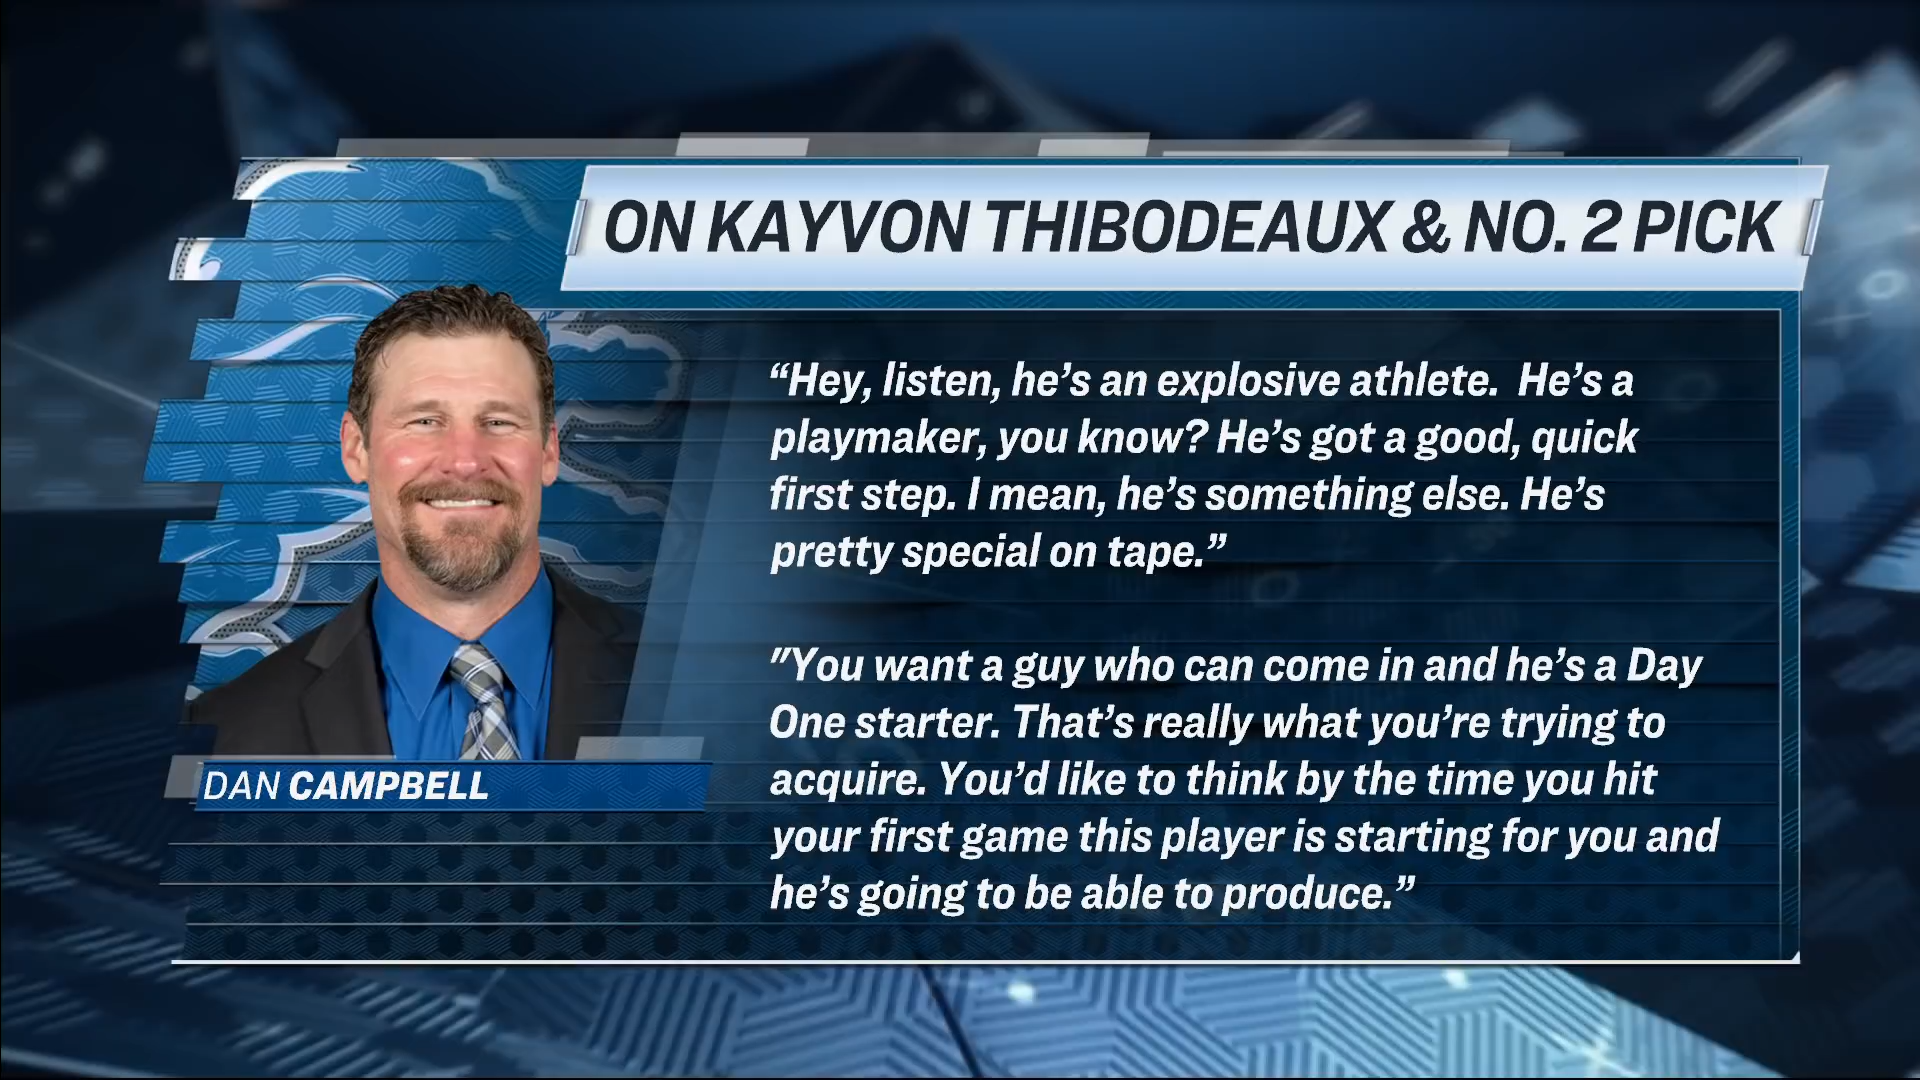 ON KAYVON THIBODEAUX & NO. 2 PICK
“Hey, listen, he’s an explosive athlete.  He’s a
playmaker, you know? He’s got a good, quick
first step. I mean, he’s something else. He’s
pretty special on tape.”
"You want a guy who can come in and he’s a Day
One starter. That’s really what you’re trying to
acquire. You’d like to think by the time you hit
your first game this player is starting for you and
he’s going to be able to produce.”
DAN CAMPBELL